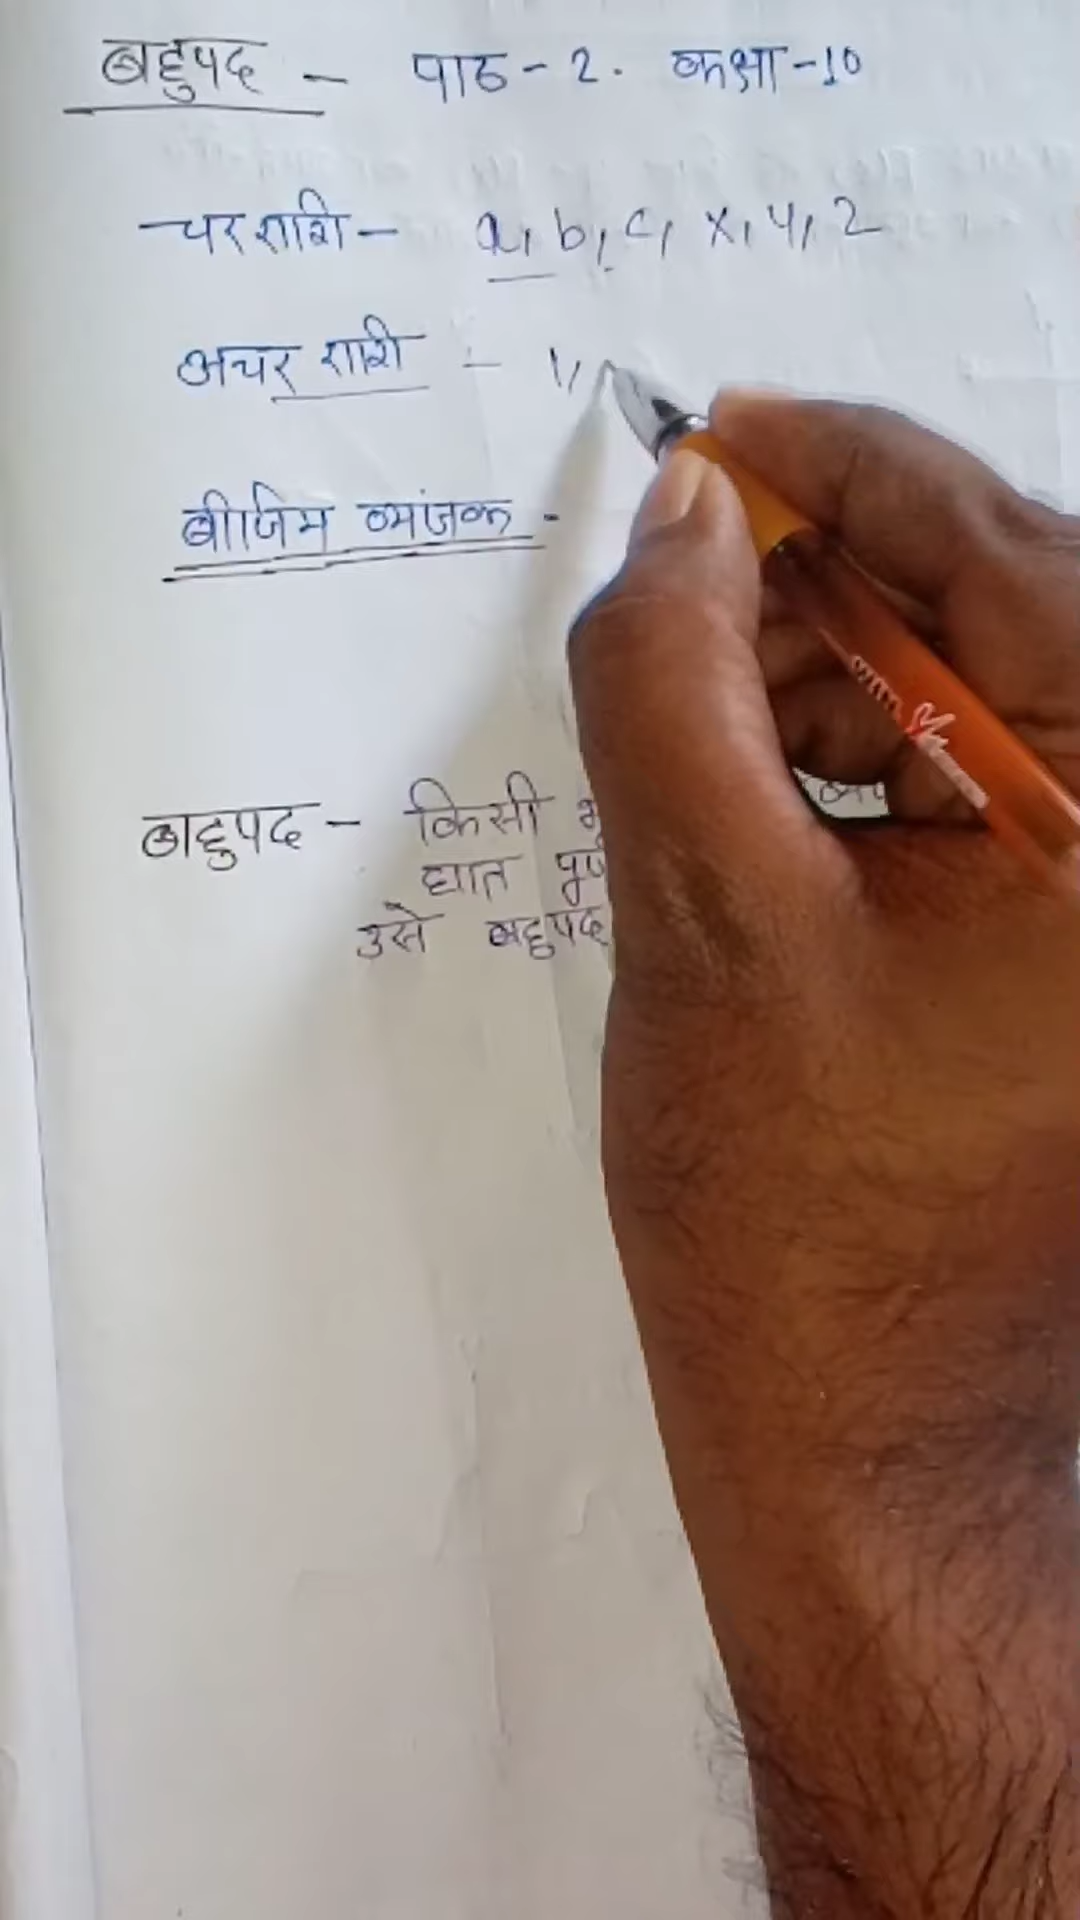 बहुपद - पाठ - 2. कक्षा - 10
चर राशि - a, b, c, x, y, z
अचर राशि - 1,
बीजिय व्यंजक -
बहुपद - किसी
घात
उसे बहुपद